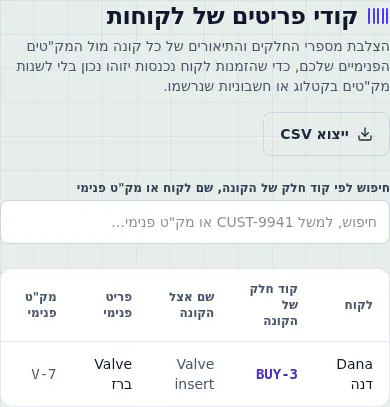 קודי פריטים של לקוחות
הצלבת מספרי החלקים והתיאורים של כל קונה מול המק"טים
הפנימיים שלכם, כדי שהזמנות לקוח נכנסות יזוהו נכון בלי לשנות
מק"טים בקטלוג או חשבוניות שנרשמו.
ייצוא CSV
חיפוש לפי קוד חלק של הקונה, שם לקוח או מק"ט פנימי
חיפוש, למשל CUST-9941 או מק"ט פנימי...
לקוח
קוד חלק
של
הקונה
שם אצל
הקונה
פריט
פנימי
מק"ט
פנימי
Dana
דנה
BUY-3
Valve
insert
Valve
ברז
V-7